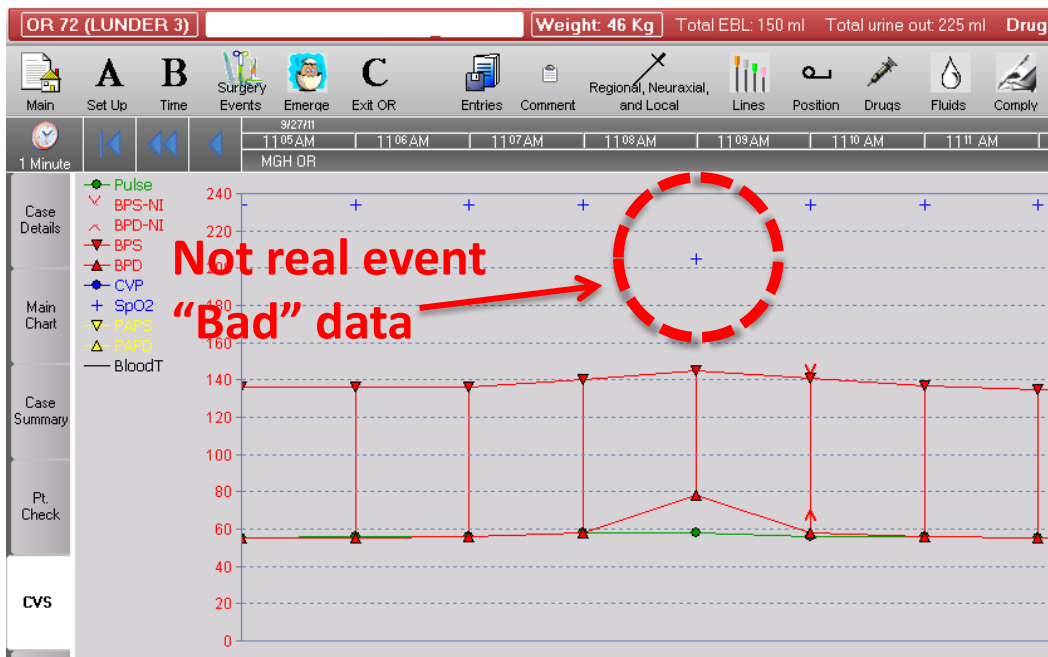 OR 72 (LUNDER 3) Weight: 46 Kg Total EBL: 150 ml Total urine out: 225 ml Drug
A B C
Main Set Up Time Surgery Events Emerge Exit OR Entries Comment Regional, Neuraxial, and Local Lines Position Drugs Fluids Comply
9/27/11
1 Minute 11 05 AM 11 06 AM 11 07 AM 11 08 AM 11 09 AM 11 10 AM 11 11 AM
MGH OR
Case Details
Main Chart
Case Summary
Pt. Check
CVS
Pulse
BPS-NI
BPD-NI
BPS
BPD
CVP
SpO2
PAPS
PAPD
BloodT
240
220
200
180
160
140
120
100
80
60
40
20
0
Not real event
“Bad” data